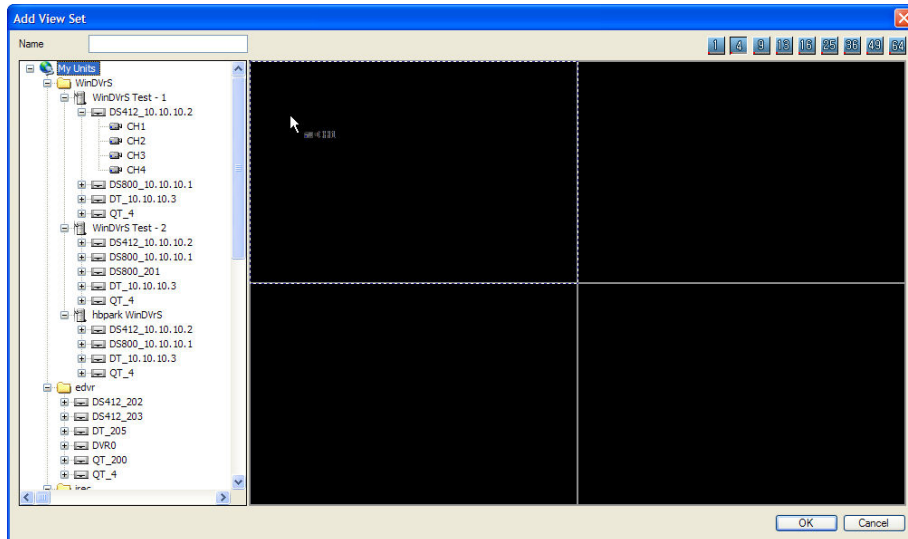 Add View Set
Name
1 4 9 16 25 36 49 64
My Units
WinDVrS
WinDVrS Test - 1
DS412_10.10.10.2
CH1
CH2
CH3
CH4
DS800_10.10.10.1
DT_10.10.10.3
QT_4
WinDVrS Test - 2
DS412_10.10.10.2
DS800_10.10.10.1
DS800_201
DT_10.10.10.3
QT_4
hbpark WinDVrS
DS412_10.10.10.2
DS800_10.10.10.1
DT_10.10.10.3
QT_4
edvr
DS412_202
DS412_203
DT_205
DVR0
QT_200
QT_4
OK Cancel